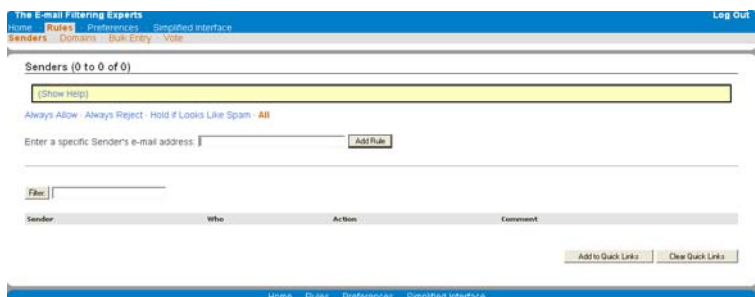 The E-mail Filtering Experts Log Out
Home · Rules · Preferences · Simplified Interface
Senders · Domains · Bulk Entry · Vote
Senders (0 to 0 of 0)
(Show Help)
Always Allow · Always Reject · Hold if Looks Like Spam · All
Enter a specific Sender's e-mail address: Add Rule
Filter:
Sender Who Action Comment
Add to Quick Links Clear Quick Links
Home Rules Preferences Simplified Interface